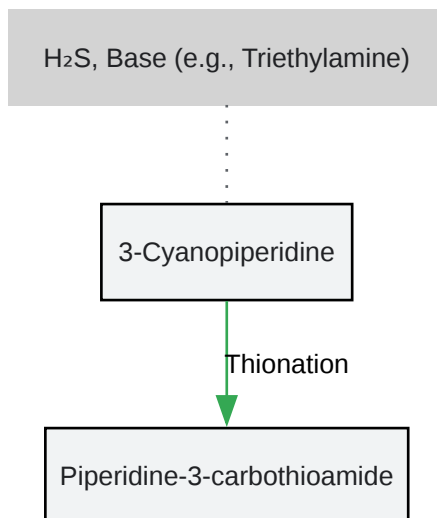 H₂S, Base (e.g., Triethylamine)
3-Cyanopiperidine
Thionation
Piperidine-3-carbothioamide